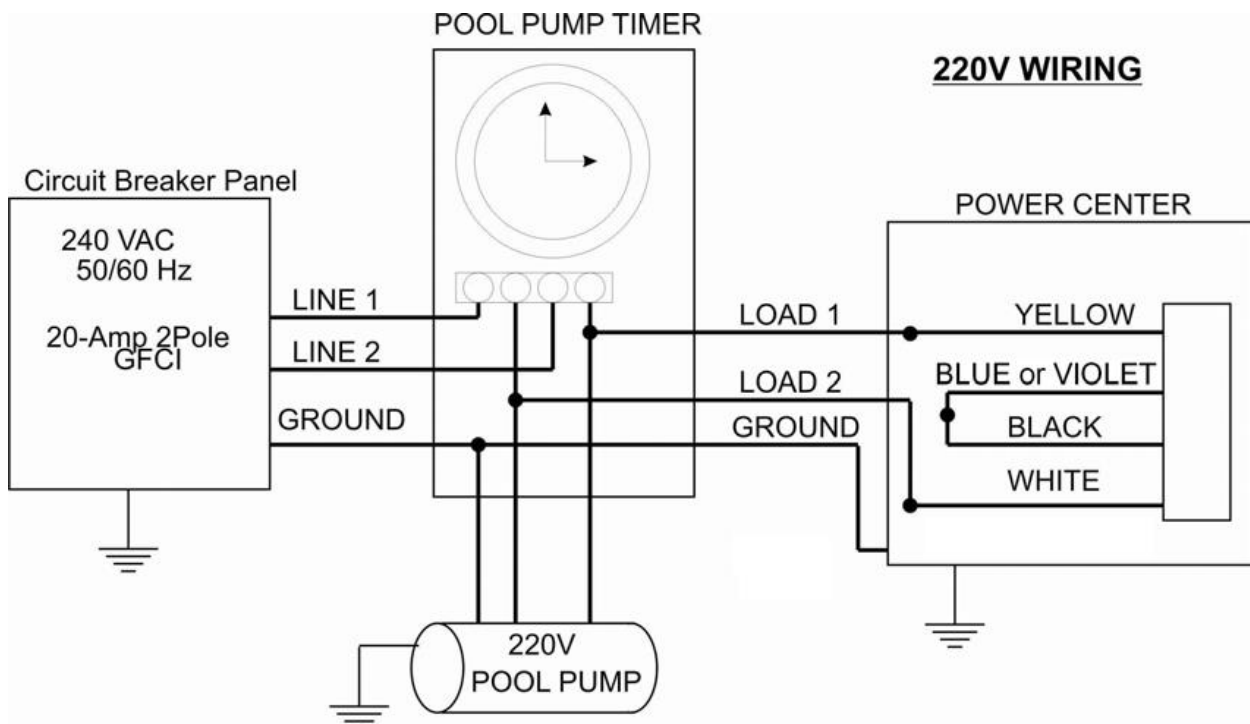 POOL PUMP TIMER
220V WIRING
Circuit Breaker Panel
240 VAC
50/60 Hz
20-Amp 2Pole
GFCI
LINE 1
LINE 2
GROUND
LOAD 1
LOAD 2
GROUND
POWER CENTER
YELLOW
BLUE or VIOLET
BLACK
WHITE
220V
POOL PUMP